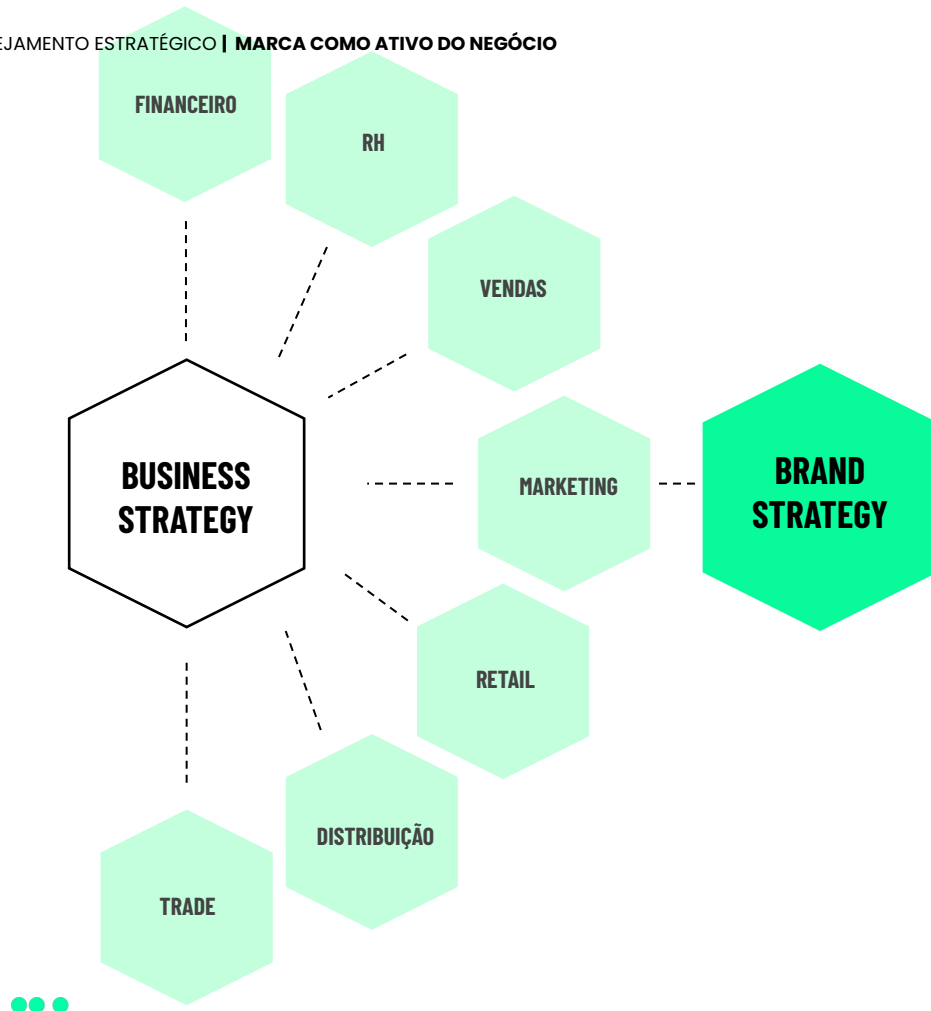 EJAMENTO ESTRATÉGICO | MARCA COMO ATIVO DO NEGÓCIO
FINANCEIRO
RH
VENDAS
BUSINESS
STRATEGY
MARKETING
BRAND
STRATEGY
RETAIL
DISTRIBUIÇÃO
TRADE